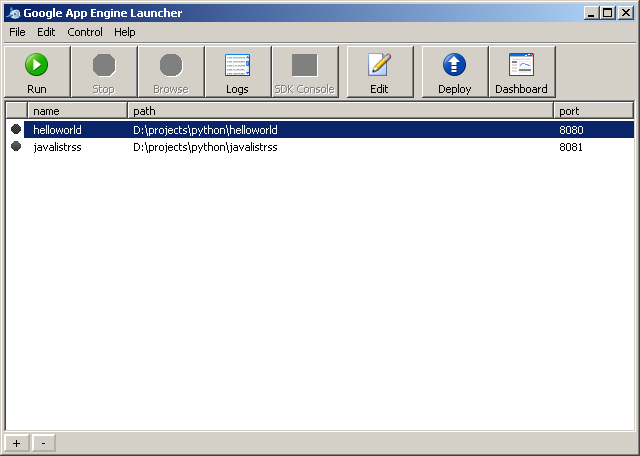 Google App Engine Launcher
File Edit Control Help
Run Stop Browse Logs SDK Console Edit Deploy Dashboard
name path port
helloworld D:\projects\python\helloworld 8080
javalistrss D:\projects\python\javalistrss 8081
+ -